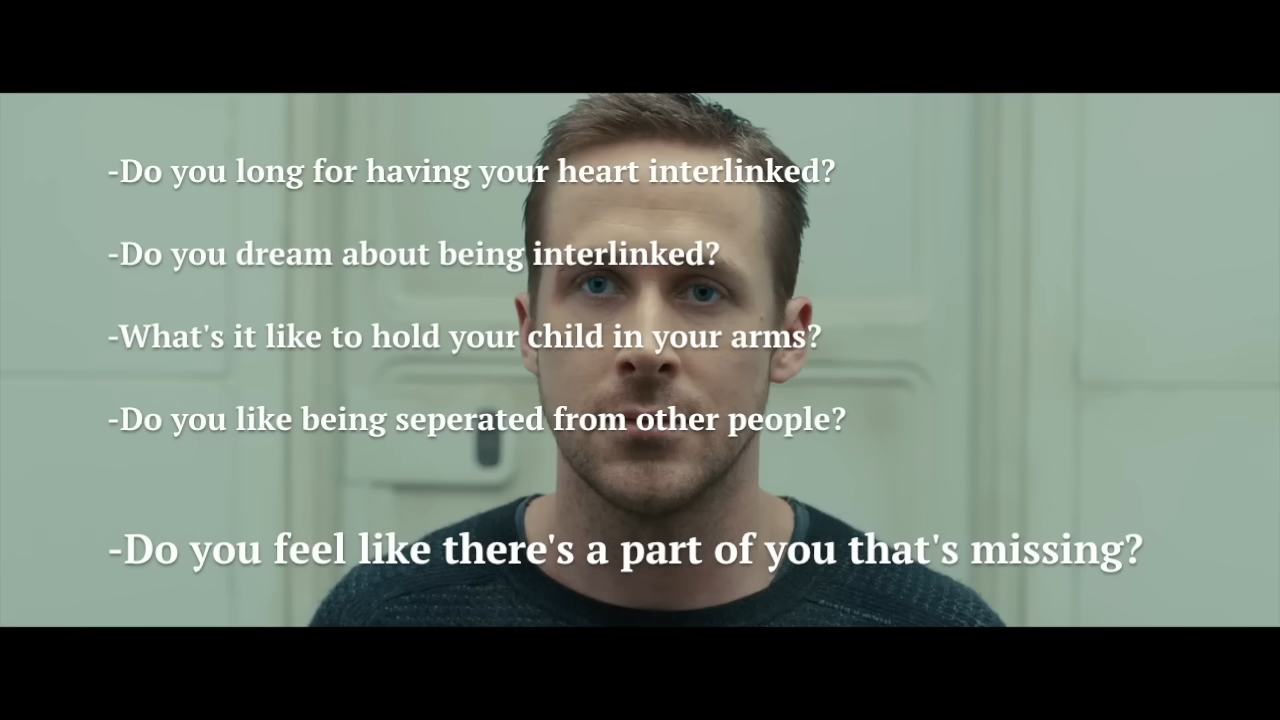 -Do you long for having your heart interlinked?
-Do you dream about being interlinked?
-What's it like to hold your child in your arms?
-Do you like being seperated from other people?
-Do you feel like there's a part of you that's missing?